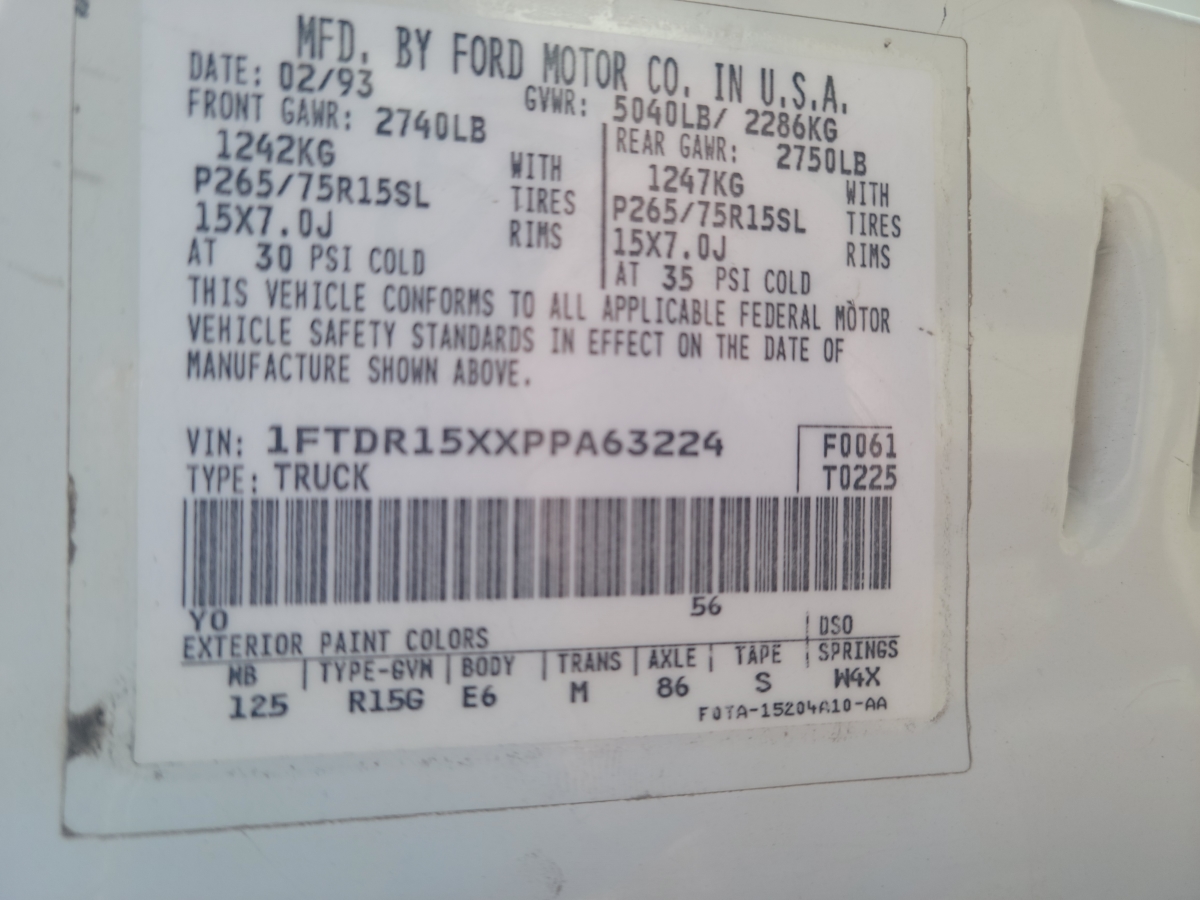 MFD. BY FORD MOTOR CO. IN U.S.A.
DATE: 02/93 GVWR: 5040LB/ 2286KG
FRONT GAWR: 2740LB REAR GAWR: 2750LB
1242KG WITH 1247KG WITH
P265/75R15SL TIRES P265/75R15SL TIRES
15X7.0J RIMS 15X7.0J RIMS
AT 30 PSI COLD AT 35 PSI COLD
THIS VEHICLE CONFORMS TO ALL APPLICABLE FEDERAL MOTOR
VEHICLE SAFETY STANDARDS IN EFFECT ON THE DATE OF
MANUFACTURE SHOWN ABOVE.
VIN: 1FTDR15XXPPA63224 F0061
TYPE: TRUCK T0225
YO 56
EXTERIOR PAINT COLORS DSO
WB TYPE-GVW BODY TRANS AXLE TAPE SPRINGS
125 R15G E6 M 86 S W4X
F0TA-15204A10-AA